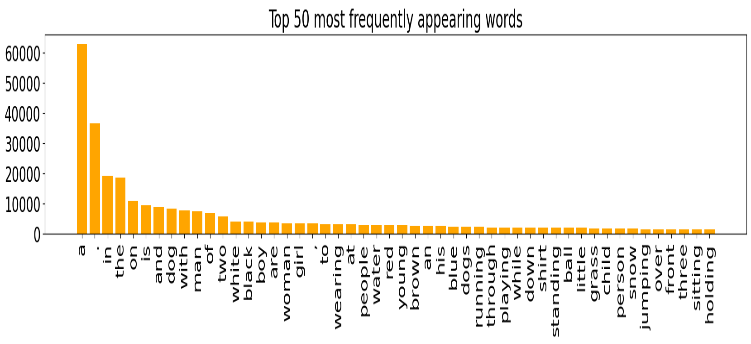 Top 50 most frequently appearing words
60000
50000
40000
30000
20000
10000
0
a
.
in
the
on
is
and
dog
with
man
of
two
white
black
boy
are
woman
girl
,
to
wearing
at
people
water
red
young
brown
an
his
blue
dogs
running
through
playing
while
down
shirt
standing
ball
little
grass
child
person
snow
jumping
over
front
three
sitting
holding